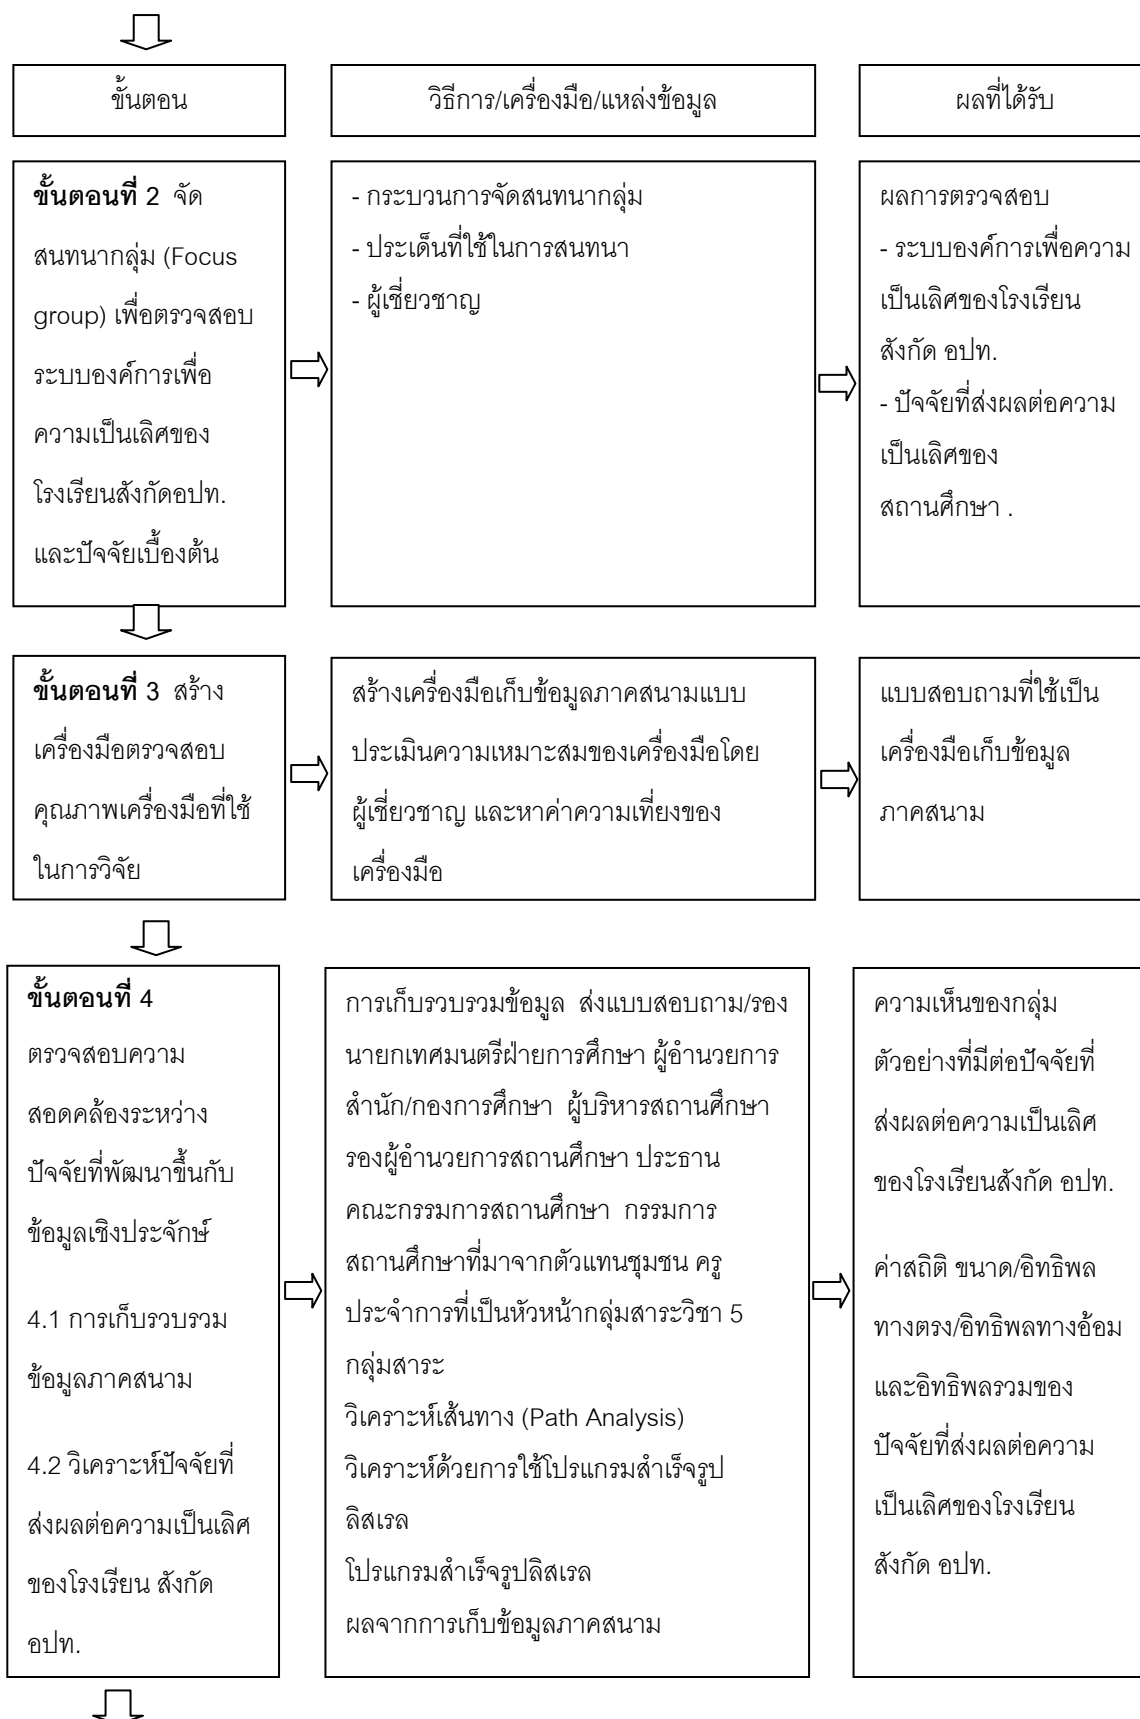 ขั้นตอน
วิธีการ/เครื่องมือ/แหล่งข้อมูล
ผลที่ได้รับ
ขั้นตอนที่ 2 จัด
สนทนากลุ่ม (Focus
group) เพื่อตรวจสอบ
ระบบองค์การเพื่อ
ความเป็นเลิศของ
โรงเรียนสังกัดอปท.
และปัจจัยเบื้องต้น
- กระบวนการจัดสนทนากลุ่ม
- ประเด็นที่ใช้ในการสนทนา
- ผู้เชี่ยวชาญ
ผลการตรวจสอบ
- ระบบองค์การเพื่อความ
เป็นเลิศของโรงเรียน
สังกัด อปท.
- ปัจจัยที่ส่งผลต่อความ
เป็นเลิศของ
สถานศึกษา .
ขั้นตอนที่ 3 สร้าง
เครื่องมือตรวจสอบ
คุณภาพเครื่องมือที่ใช้
ในการวิจัย
สร้างเครื่องมือเก็บข้อมูลภาคสนามแบบ
ประเมินความเหมาะสมของเครื่องมือโดย
ผู้เชี่ยวชาญ และหาค่าความเที่ยงของ
เครื่องมือ
แบบสอบถามที่ใช้เป็น
เครื่องมือเก็บข้อมูล
ภาคสนาม
ขั้นตอนที่ 4
ตรวจสอบความ
สอดคล้องระหว่าง
ปัจจัยที่พัฒนาขึ้นกับ
ข้อมูลเชิงประจักษ์
4.1 การเก็บรวบรวม
ข้อมูลภาคสนาม
4.2 วิเคราะห์ปัจจัยที่
ส่งผลต่อความเป็นเลิศ
ของโรงเรียน สังกัด
อปท.
การเก็บรวบรวมข้อมูล ส่งแบบสอบถาม/รอง
นายกเทศมนตรีฝ่ายการศึกษา ผู้อำนวยการ
สำนัก/กองการศึกษา ผู้บริหารสถานศึกษา
รองผู้อำนวยการสถานศึกษา ประธาน
คณะกรรมการสถานศึกษา กรรมการ
สถานศึกษาที่มาจากตัวแทนชุมชน ครู
ประจำการที่เป็นหัวหน้ากลุ่มสาระวิชา 5
กลุ่มสาระ
วิเคราะห์เส้นทาง (Path Analysis)
วิเคราะห์ด้วยการใช้โปรแกรมสำเร็จรูป
ลิสเรล
โปรแกรมสำเร็จรูปลิสเรล
ผลจากการเก็บข้อมูลภาคสนาม
ความเห็นของกลุ่ม
ตัวอย่างที่มีต่อปัจจัยที่
ส่งผลต่อความเป็นเลิศ
ของโรงเรียนสังกัด อปท.
ค่าสถิติ ขนาด/อิทธิพล
ทางตรง/อิทธิพลทางอ้อม
และอิทธิพลรวมของ
ปัจจัยที่ส่งผลต่อความ
เป็นเลิศของโรงเรียน
สังกัด อปท.